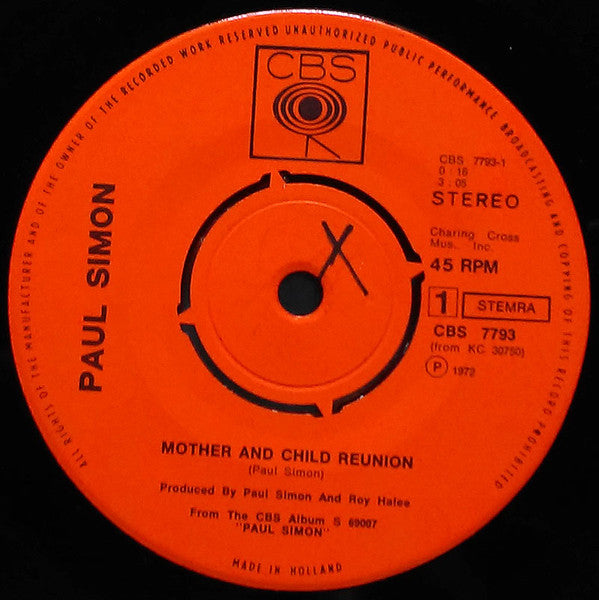 ALL RIGHTS OF THE MANUFACTURER AND OF THE OWNER OF THE RECORDED WORK RESERVED UNAUTHORIZED PUBLIC PERFORMANCE BROADCASTING AND COPYING OF THIS RECORD PROHIBITED
CBS
CBS 7793-1
0:16
3.05
STEREO
Charing Cross
Mus., Inc.
45 RPM
1 STEMRA
CBS 7793
(from KC 30750)
Ⓟ 1972
PAUL SIMON
X
MOTHER AND CHILD REUNION
(Paul Simon)
Produced By Paul Simon And Roy Halee
From The CBS Album S 69007
"PAUL SIMON"
MADE IN HOLLAND